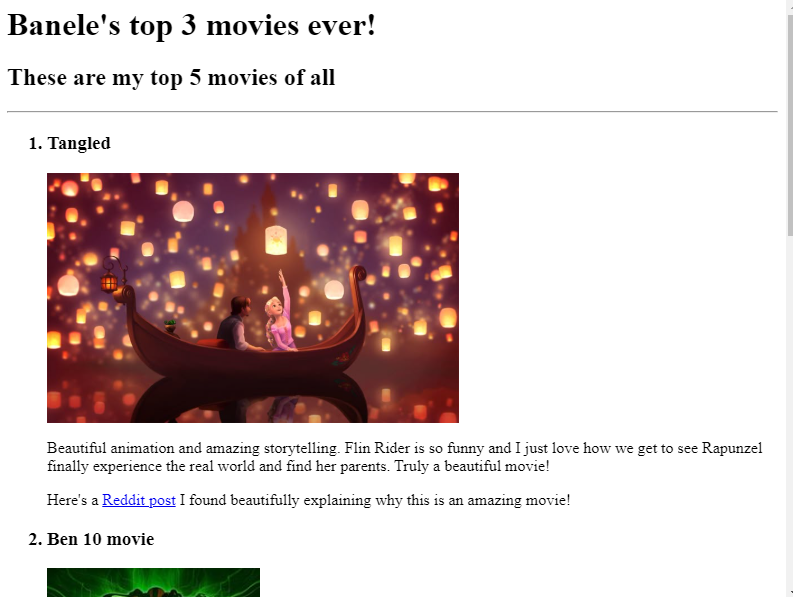 Banele's top 3 movies ever!
These are my top 5 movies of all
1. Tangled
Beautiful animation and amazing storytelling. Flin Rider is so funny and I just love how we get to see Rapunzel
finally experience the real world and find her parents. Truly a beautiful movie!
Here's a Reddit post I found beautifully explaining why this is an amazing movie!
2. Ben 10 movie